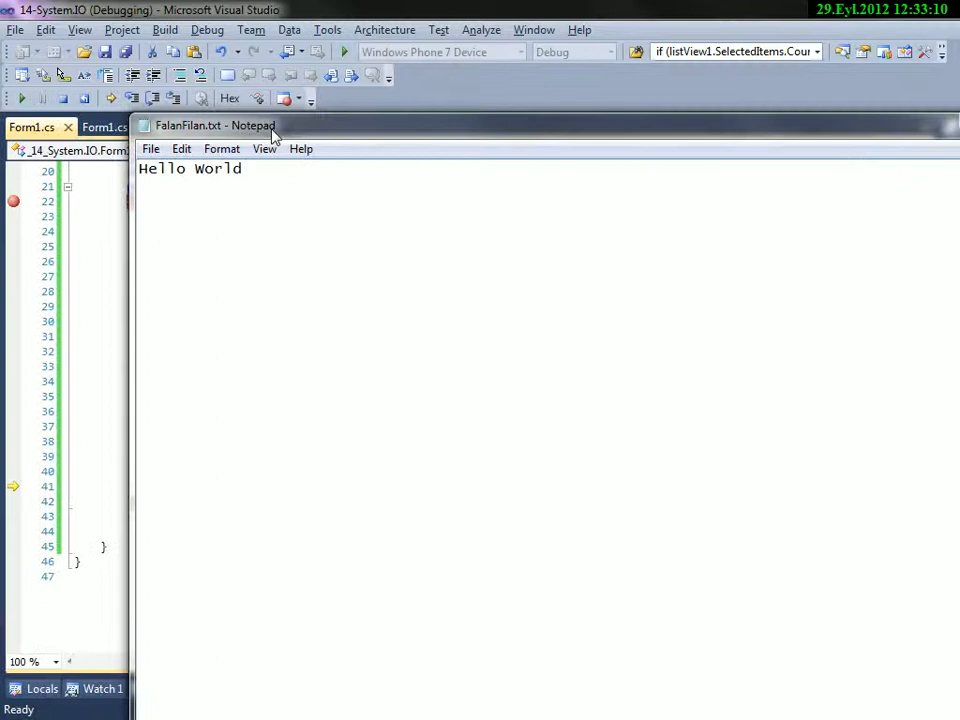 14-System.IO (Debugging) - Microsoft Visual Studio
29.Eyl.2012 12:33:10
File Edit View Project Build Debug Team Data Tools Architecture Test Analyze Window Help
Windows Phone 7 Device Debug if (listView1.SelectedItems.Cour
Hex
Form1.cs Form1.cs
FalanFilan.txt - Notepad
_14_System.IO.Form1
File Edit Format View Help
Hello World
20
21
22
23
24
25
26
27
28
29
30
31
32
33
34
35
36
37
38
39
40
41
42
43
44
45 }
46 }
47
100 %
Locals Watch 1
Ready